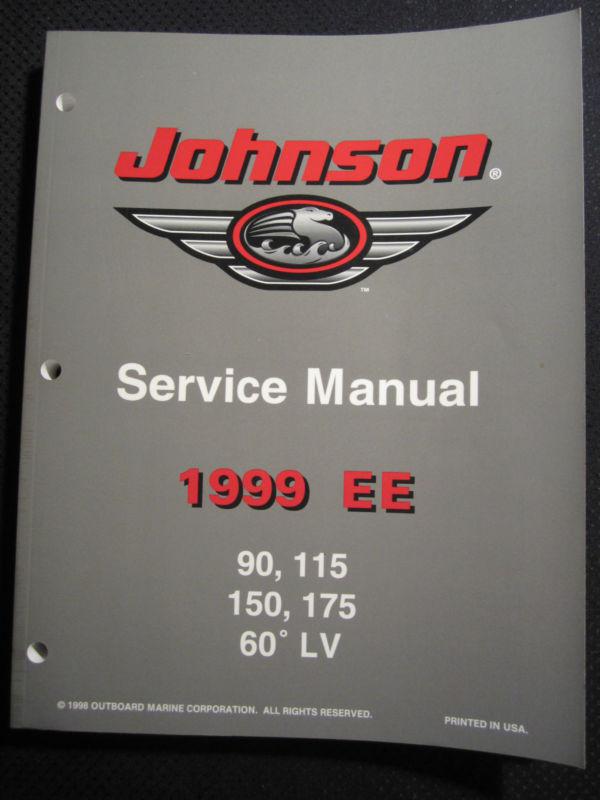 Johnson®
™
Service Manual
1999 EE
90, 115
150, 175
60° LV
© 1998 OUTBOARD MARINE CORPORATION. ALL RIGHTS RESERVED.
PRINTED IN USA.